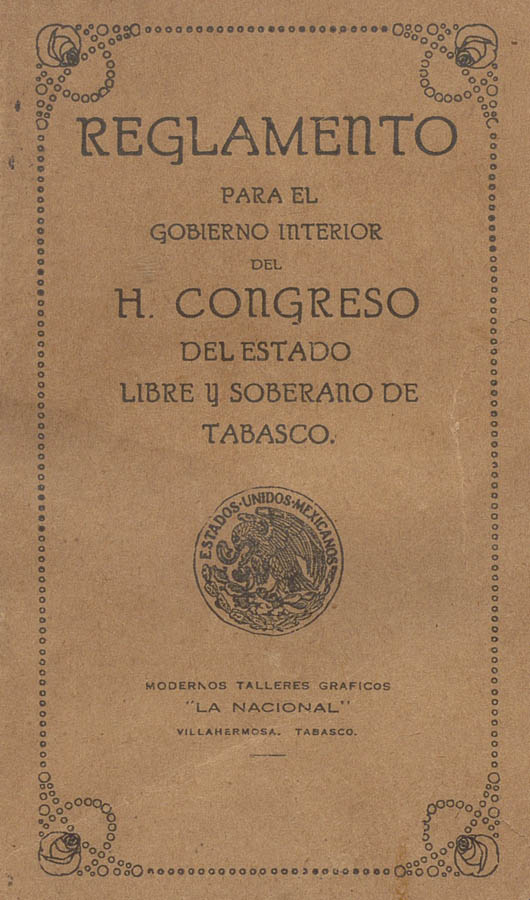 REGLAMENTO
PARA EL
GOBIERNO INTERIOR
DEL
H. CONGRESO
DEL ESTADO
LIBRE Y SOBERANO DE
TABASCO.
ESTADOS·UNIDOS·MEXICANOS
MODERNOS TALLERES GRAFICOS
"LA NACIONAL"
VILLAHERMOSA. TABASCO.